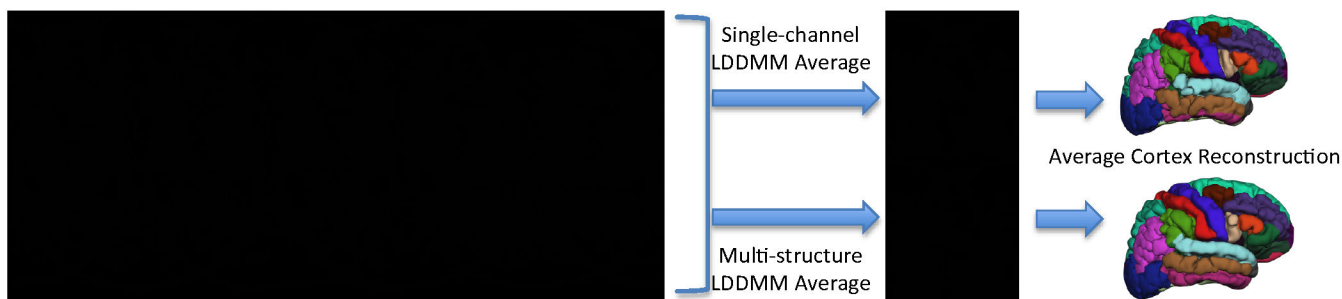 Single-channel
LDDMM Average
Average Cortex Reconstruction
Multi-structure
LDDMM Average